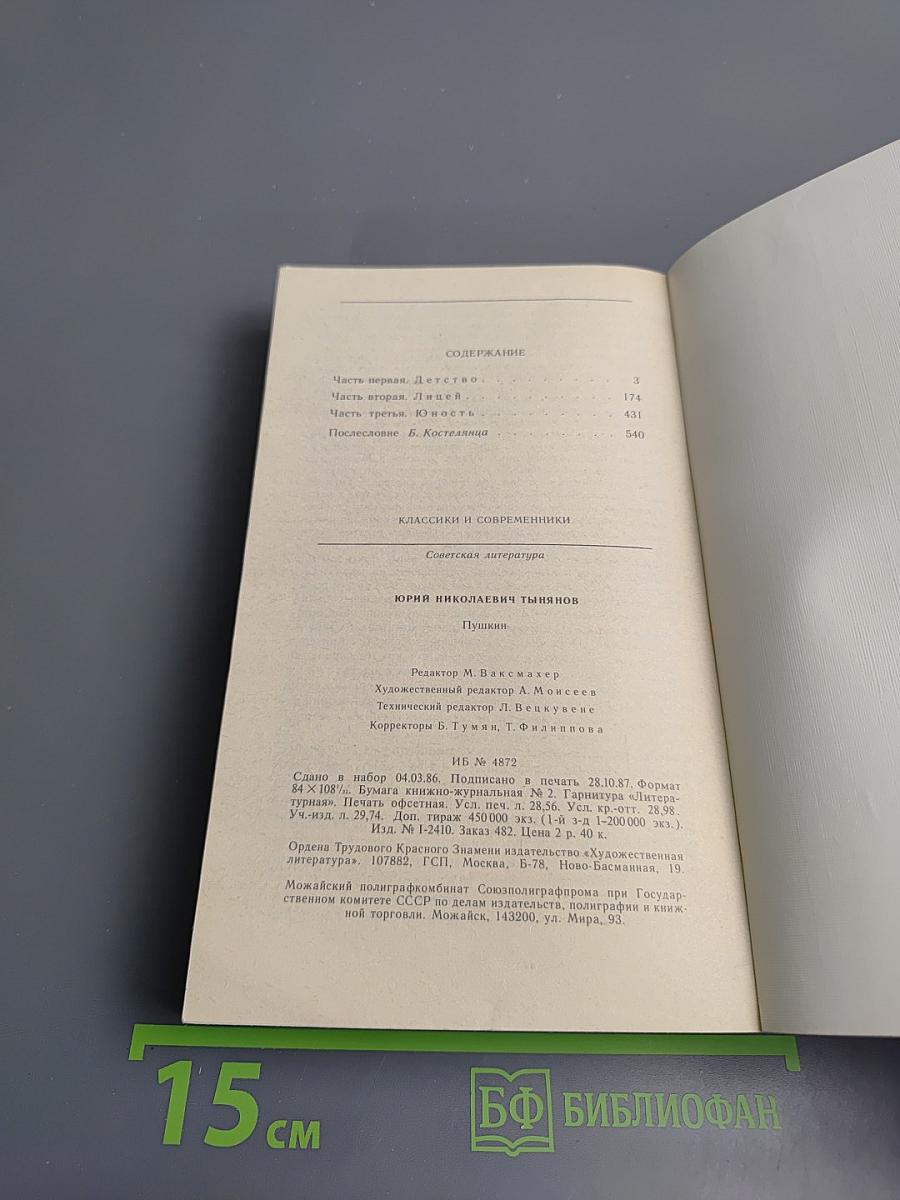 СОДЕРЖАНИЕ
Часть первая. Детство . . . . . . . . . 3
Часть вторая. Лицей . . . . . . . . . . 174
Часть третья. Юность . . . . . . . . . 431
Послесловие Б. Костелянца . . . . . . . . 540
КЛАССИКИ И СОВРЕМЕННИКИ
Советская литература
ЮРИЙ НИКОЛАЕВИЧ ТЫНЯНОВ
Пушкин
Редактор М. Ваксмахер
Художественный редактор А. Моисеев
Технический редактор Л. Вецкувене
Корректоры Б. Тумян, Т. Филиппова
ИБ № 4872
Сдано в набор 04.03.86. Подписано в печать 28.10.87. Формат
84×108¹/₃₂. Бумага книжно-журнальная № 2. Гарнитура «Литера-
турная». Печать офсетная. Усл. печ. л. 28,56. Усл. кр.-отт. 28,98.
Уч.-изд. л. 29,74. Доп. тираж 450000 экз. (1-й з-д 1–200000 экз.).
Изд. № I-2410. Заказ 482. Цена 2 р. 40 к.
Ордена Трудового Красного Знамени издательство «Художественная
литература». 107882, ГСП, Москва, Б-78, Ново-Басманная, 19.
Можайский полиграфкомбинат Союзполиграфпрома при Государ-
ственном комитете СССР по делам издательств, полиграфии и книж-
ной торговли. Можайск, 143200, ул. Мира, 93.
15 см
БФ БИБЛИОФАН